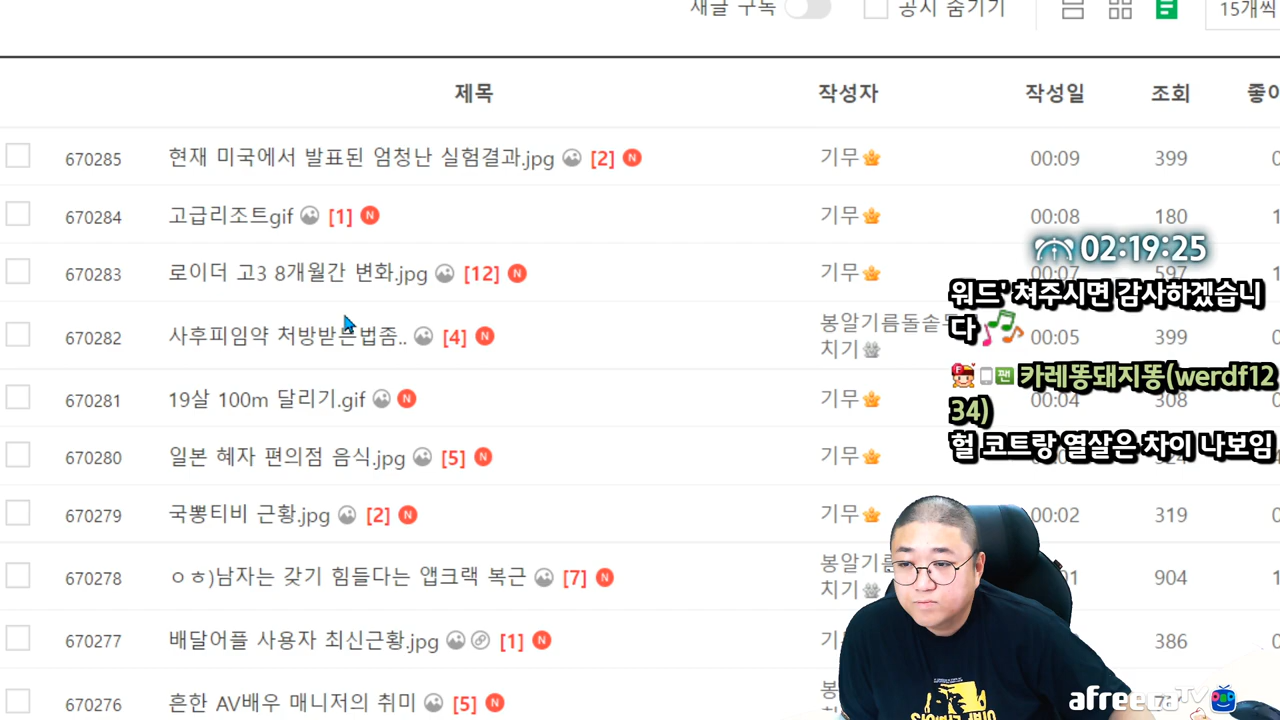 새글 구독 공지 숨기기 15개씩
제목 작성자 작성일 조회
670285 현재 미국에서 발표된 엄청난 실험결과.jpg [2] N 기무 00:09 399
670284 고급리조트gif [1] N 기무 00:08 180
02:19:25
670283 로이더 고3 8개월간 변화.jpg [12] N 기무 00:07 597
워드' 쳐주시면 감사하겠습니
다
670282 사후피임약 처방받은법좀.. [4] N 봉알기름돌솥 00:05 399
치기
카레똥돼지똥(werdf12
34)
670281 19살 100m 달리기.gif N 기무 00:04 308
헐 코트랑 열살은 차이 나보임
670280 일본 혜자 편의점 음식.jpg [5] N 기무
670279 국뽕티비 근황.jpg [2] N 기무 00:02 319
670278 ㅇㅎ)남자는 갖기 힘들다는 앱크랙 복근 [7] N 봉알기름 904
치기
670277 배달어플 사용자 최신근황.jpg [1] N 386
670276 흔한 AV배우 매니저의 취미 [5] N
afreecaTV